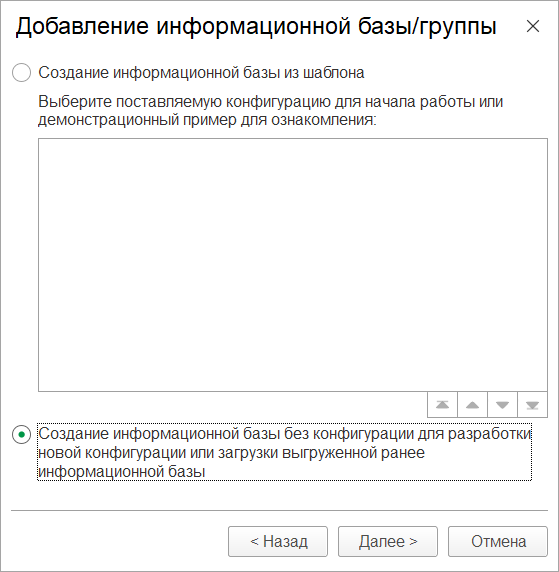 Добавление информационной базы/группы
Создание информационной базы из шаблона
Выберите поставляемую конфигурацию для начала работы или
демонстрационный пример для ознакомления:
Создание информационной базы без конфигурации для разработки
новой конфигурации или загрузки выгруженной ранее
информационной базы
< Назад
Далее >
Отмена